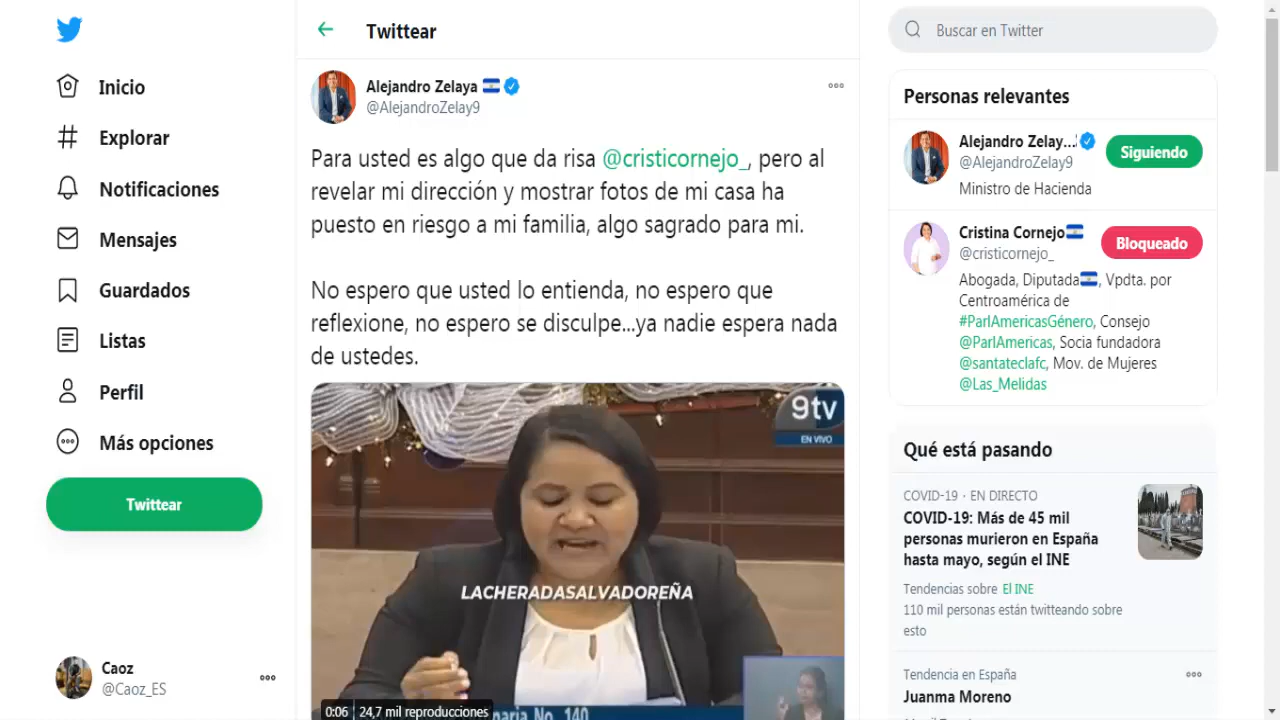 Inicio
Explorar
Notificaciones
Mensajes
Guardados
Listas
Perfil
Más opciones
Twittear
Caoz
@Caoz_ES
Twittear
Alejandro Zelaya
@AlejandroZelay9
Para usted es algo que da risa @cristicornejo_, pero al
revelar mi dirección y mostrar fotos de mi casa ha
puesto en riesgo a mi familia, algo sagrado para mi.
No espero que usted lo entienda, no espero que
reflexione, no espero se disculpe...ya nadie espera nada
de ustedes.
9tv
EN VIVO
LACHERADASALVADOREÑA
0:06 24,7 mil reproducciones
naria No. 140
Buscar en Twitter
Personas relevantes
Alejandro Zelay...
@AlejandroZelay9
Siguiendo
Ministro de Hacienda
Cristina Cornejo
@cristicornejo_
Bloqueado
Abogada, Diputada, Vpdta. por
Centroamérica de
#ParlAmericasGénero, Consejo
@ParlAmericas, Socia fundadora
@santateclafc, Mov. de Mujeres
@Las_Melidas
Qué está pasando
COVID-19 · EN DIRECTO
COVID-19: Más de 45 mil
personas murieron en España
hasta mayo, según el INE
Tendencias sobre El INE
110 mil personas están twitteando sobre
esto
Tendencia en España
Juanma Moreno